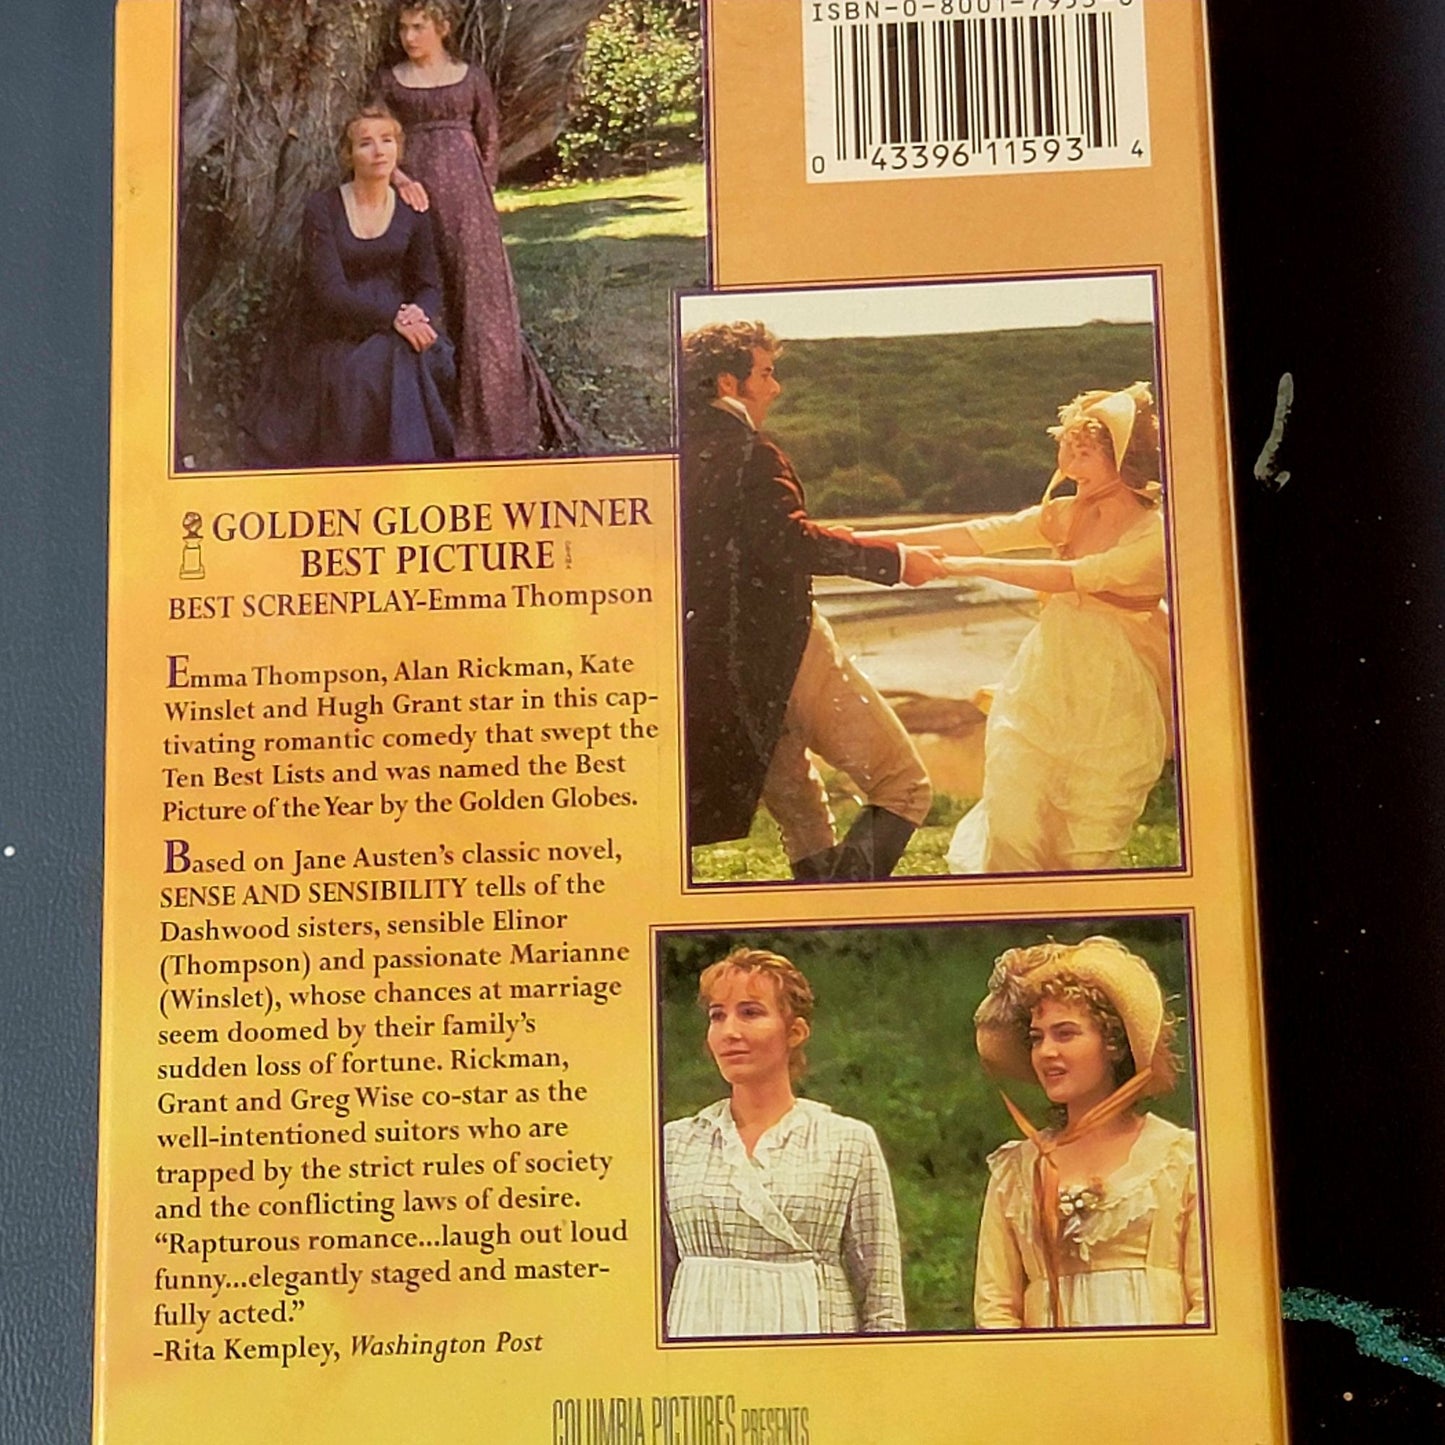 ISBN-0-8001-7953-6
0 43396 11593 4
GOLDEN GLOBE WINNER
BEST PICTURE
BEST SCREENPLAY-Emma Thompson
Emma Thompson, Alan Rickman, Kate
Winslet and Hugh Grant star in this cap-
tivating romantic comedy that swept the
Ten Best Lists and was named the Best
Picture of the Year by the Golden Globes.
Based on Jane Austen's classic novel,
SENSE AND SENSIBILITY tells of the
Dashwood sisters, sensible Elinor
(Thompson) and passionate Marianne
(Winslet), whose chances at marriage
seem doomed by their family's
sudden loss of fortune. Rickman,
Grant and Greg Wise co-star as the
well-intentioned suitors who are
trapped by the strict rules of society
and the conflicting laws of desire.
“Rapturous romance...laugh out loud
funny...elegantly staged and master-
fully acted.”
-Rita Kempley, Washington Post
COLUMBIA PICTURES PRESENTS